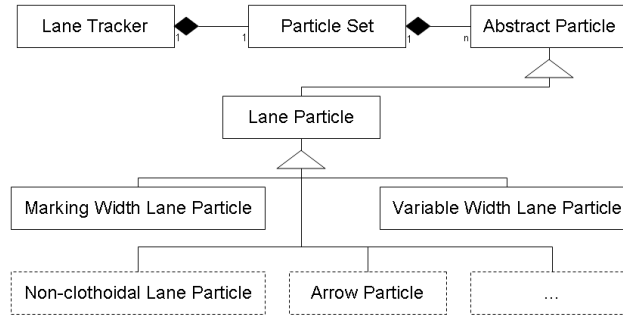 Lane Tracker
1
1
Particle Set
1
n
Abstract Particle
Lane Particle
Marking Width Lane Particle
Variable Width Lane Particle
Non-clothoidal Lane Particle
Arrow Particle
...